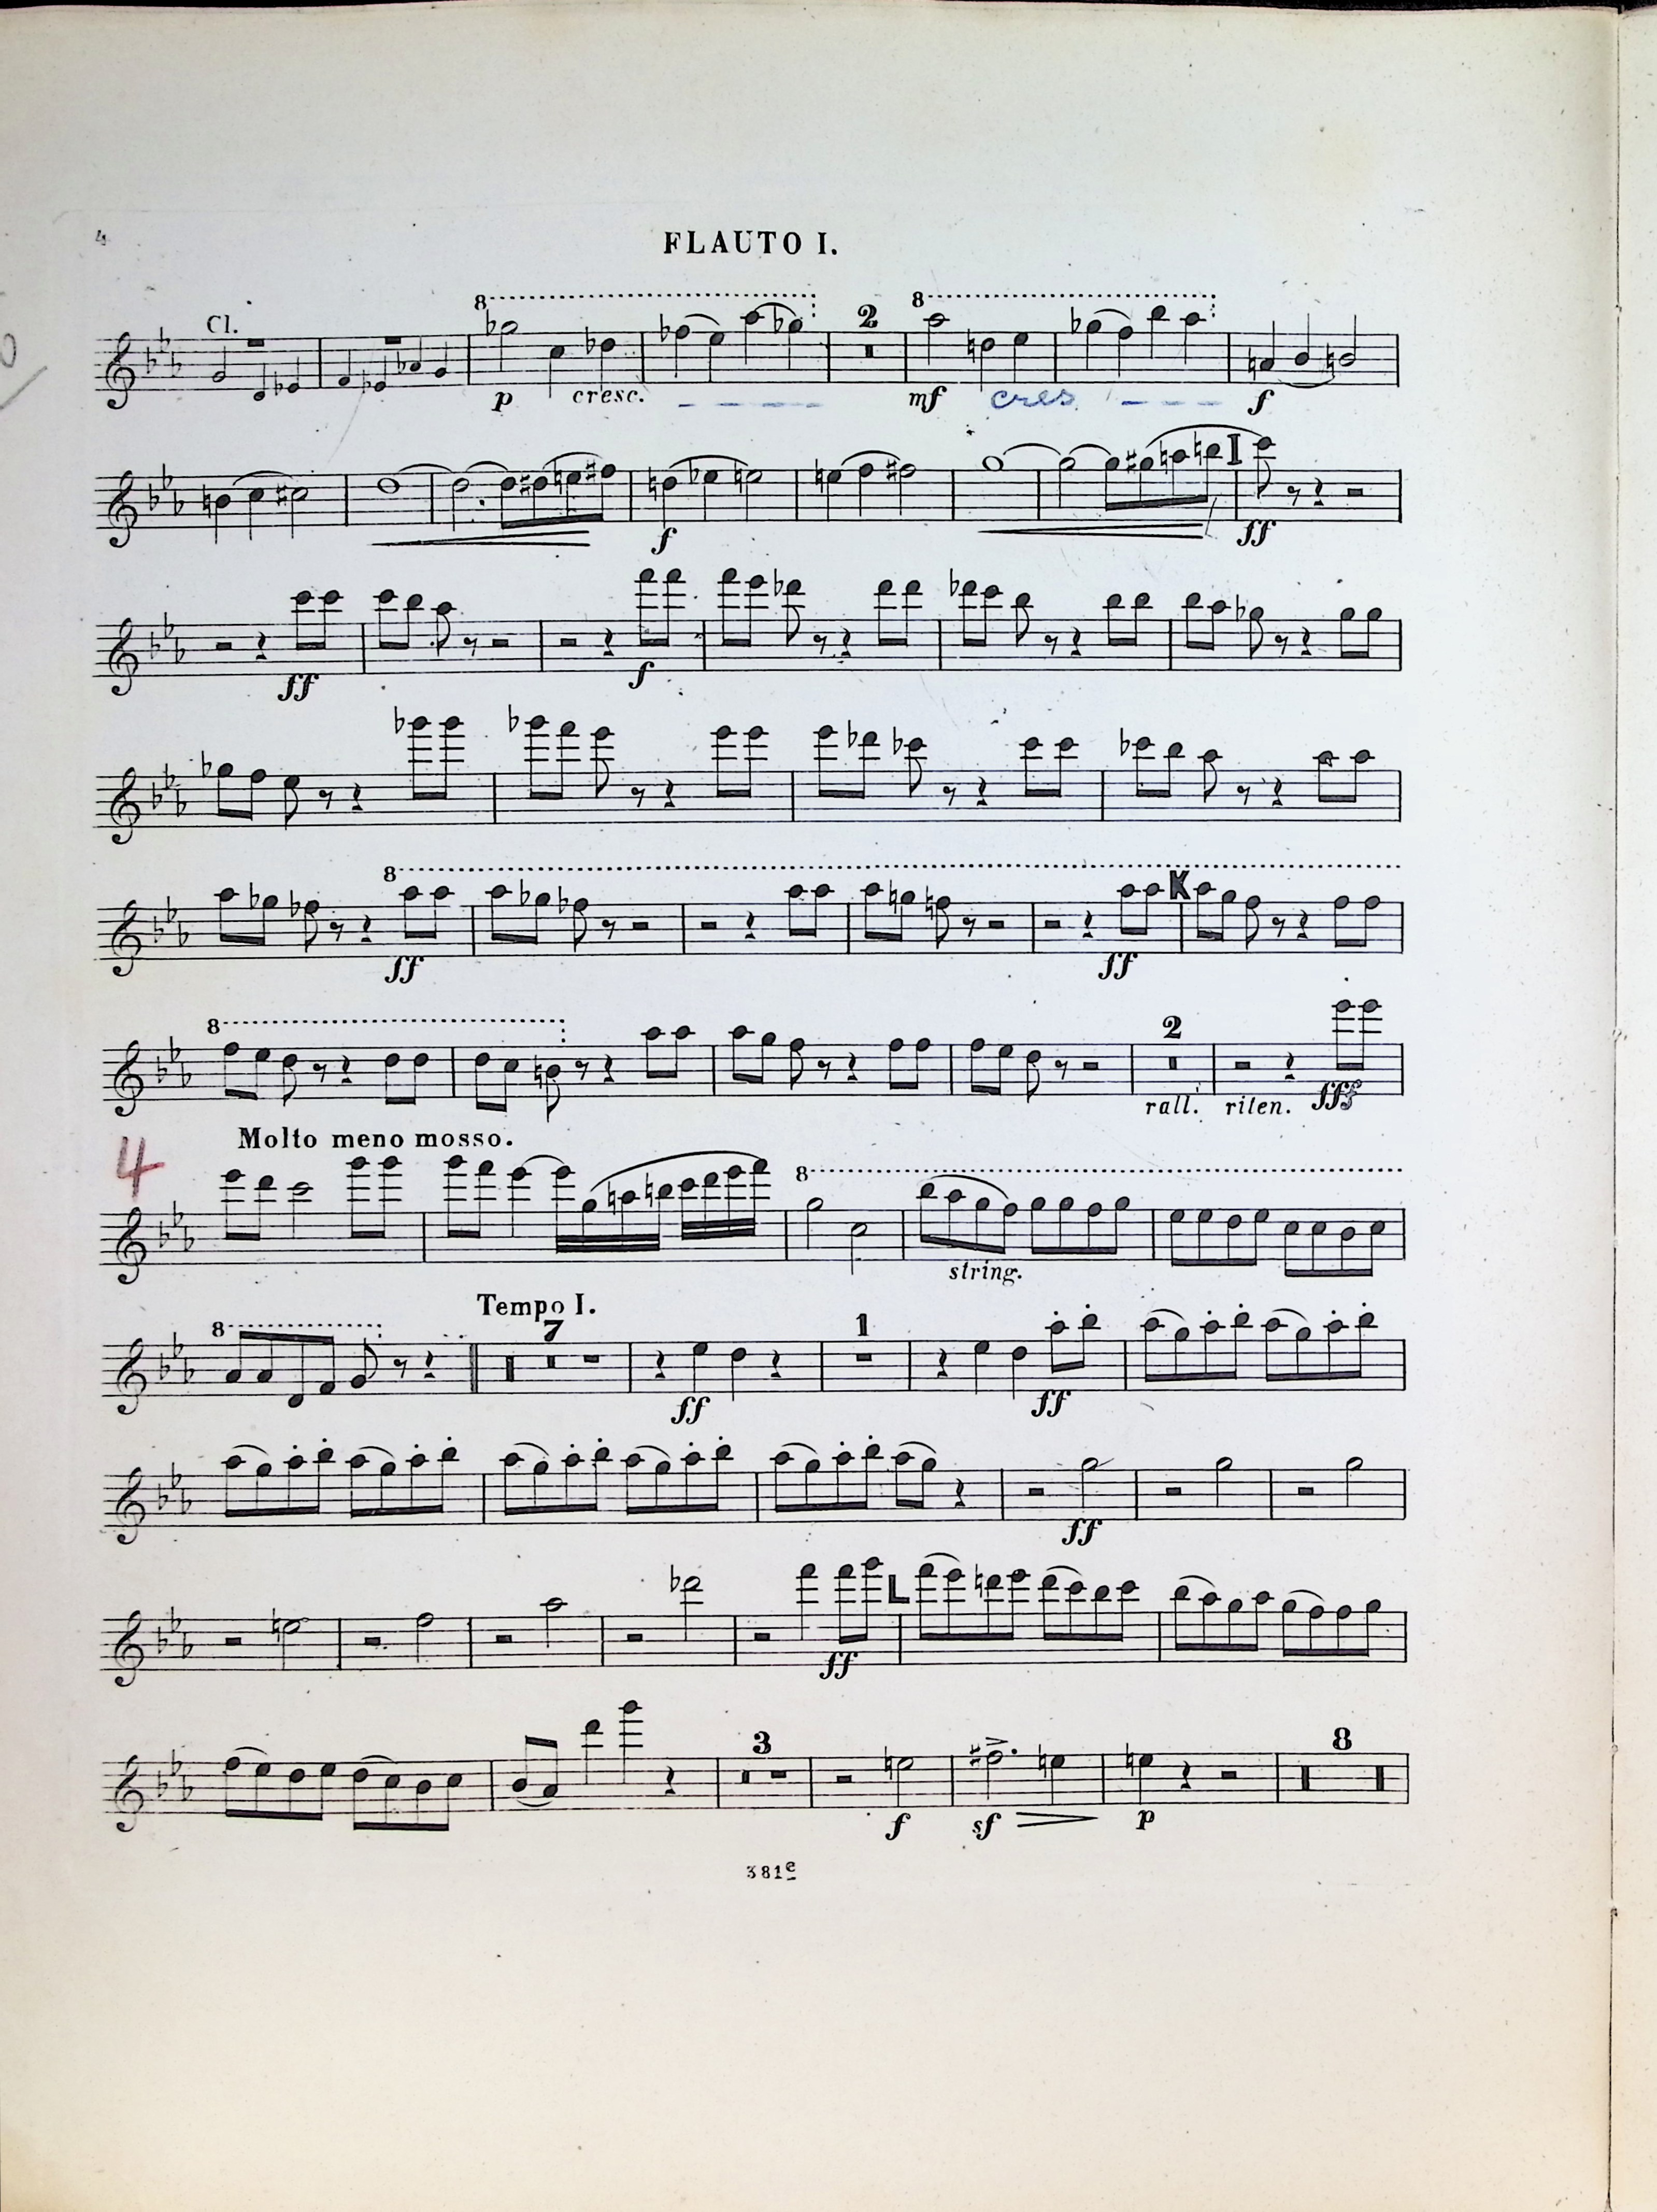 4
FLAUTO I.
Cl.
8
2
8
p cresc. mf cres f
I
f ff
ff f
8
K
ff ff
8
2
rall. riten. fff
4
Molto meno mosso.
8
string.
Tempo I.
8
7
1
ff ff
ff
L
ff
3
8
f sf p
381e